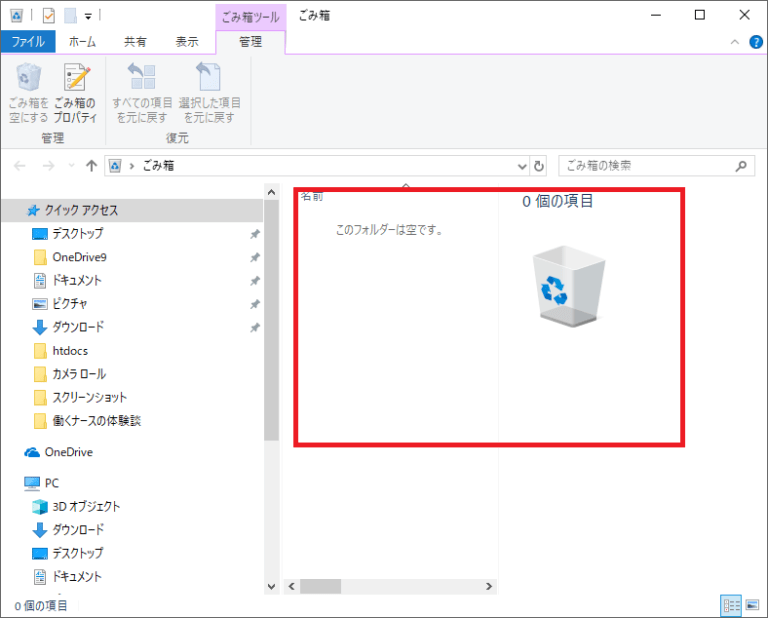 ごみ箱ツール ごみ箱
ファイル ホーム 共有 表示 管理
ごみ箱を
空にする
ごみ箱の
プロパティ
すべての項目
を元に戻す
選択した項目
を元に戻す
管理 復元
ごみ箱 ごみ箱の検索
クイック アクセス
デスクトップ
OneDrive9
ドキュメント
ピクチャ
ダウンロード
htdocs
カメラ ロール
スクリーンショット
働くナースの体験談
OneDrive
PC
3D オブジェクト
ダウンロード
デスクトップ
ドキュメント
名前
このフォルダーは空です。
0 個の項目
0 個の項目